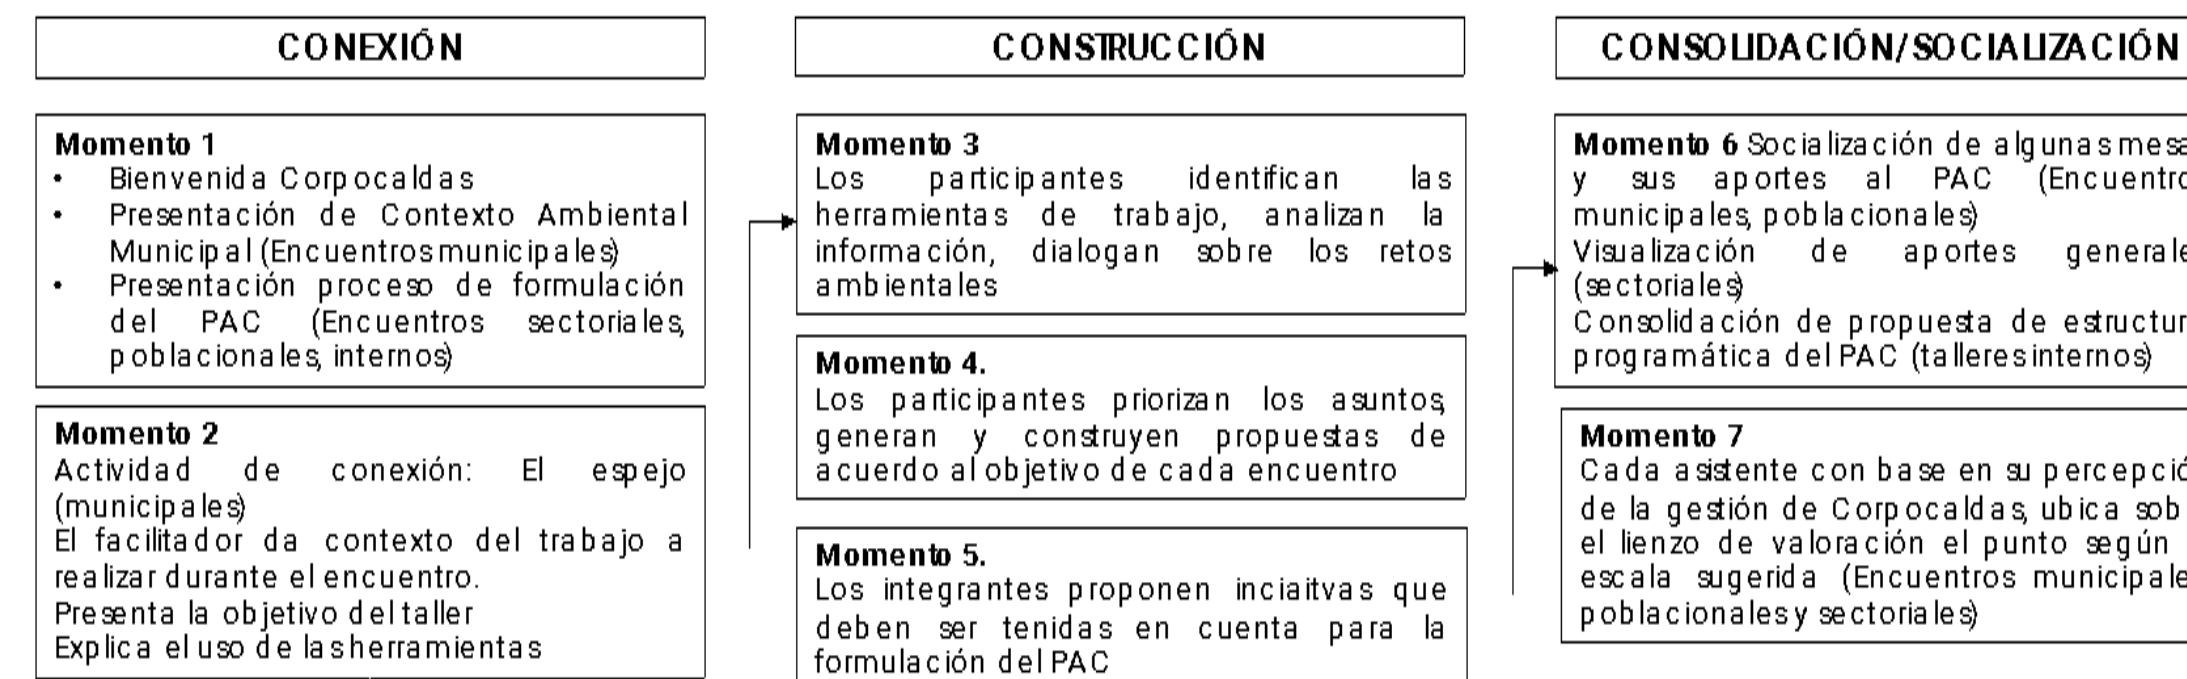 CONEXIÓN
Momento 1
• Bienvenida Corpocaldas
• Presentación de Contexto Ambiental
Municipal (Encuentros municipales)
• Presentación proceso de formulación
del PAC (Encuentros sectoriales,
poblacionales, internos)
Momento 2
Actividad de conexión: El espejo
(municipales)
El facilitador da contexto del trabajo a
realizar durante el encuentro.
Presenta la objetivo del taller
Explica el uso de las herramientas
CONSTRUCCIÓN
Momento 3
Los participantes identifican las
herramientas de trabajo, analizan la
información, dialogan sobre los retos
ambientales
Momento 4.
Los participantes priorizan los asuntos,
generan y construyen propuestas de
acuerdo al objetivo de cada encuentro
Momento 5.
Los integrantes proponen inciaitvas que
deben ser tenidas en cuenta para la
formulación del PAC
CONSOLIDACIÓN/SOCIALIZACIÓN
Momento 6 Socialización de algunas mesa
y sus aportes al PAC (Encuentro
municipales, poblacionales)
Visualización de aportes generale
(sectoriales)
Consolidación de propuesta de estructur
programática del PAC (talleres internos)
Momento 7
Cada asistente con base en su percepció
de la gestión de Corpocaldas, ubica sob
el lienzo de valoración el punto según
escala sugerida (Encuentros municipale
poblacionales y sectoriales)